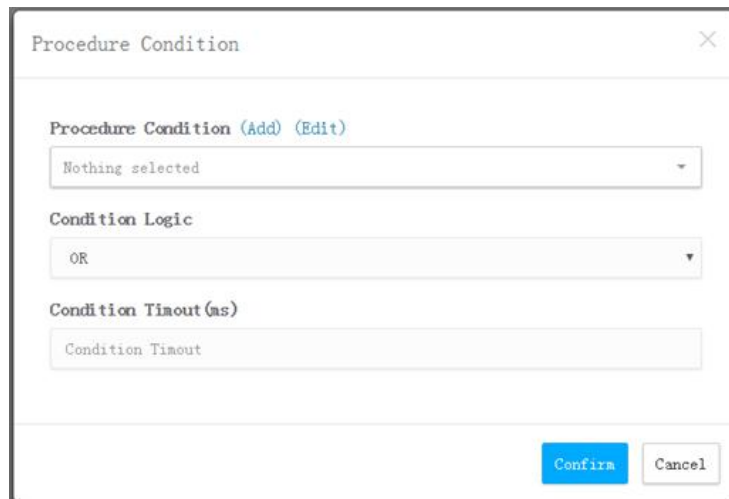 Procedure Condition
Procedure Condition (Add) (Edit)
Nothing selected
Condition Logic
OR
Condition Timout(ms)
Condition Timout
Confirm Cancel